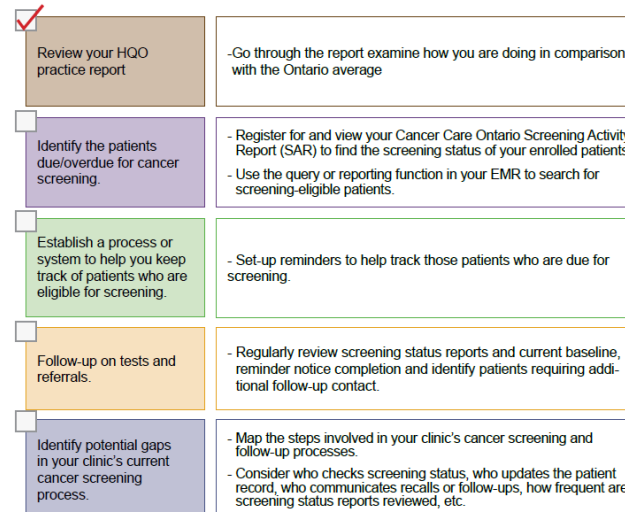 Review your HQO
practice report
-Go through the report examine how you are doing in comparison
with the Ontario average
Identify the patients
due/overdue for cancer
screening.
- Register for and view your Cancer Care Ontario Screening Activity
Report (SAR) to find the screening status of your enrolled patients
- Use the query or reporting function in your EMR to search for
screening-eligible patients.
Establish a process or
system to help you keep
track of patients who are
eligible for screening.
- Set-up reminders to help track those patients who are due for
screening.
Follow-up on tests and
referrals.
- Regularly review screening status reports and current baseline,
reminder notice completion and identify patients requiring addi-
tional follow-up contact.
Identify potential gaps
in your clinic's current
cancer screening
process.
- Map the steps involved in your clinic's cancer screening and
follow-up processes.
- Consider who checks screening status, who updates the patient
record, who communicates recalls or follow-ups, how frequent are
screening status reports reviewed, etc.